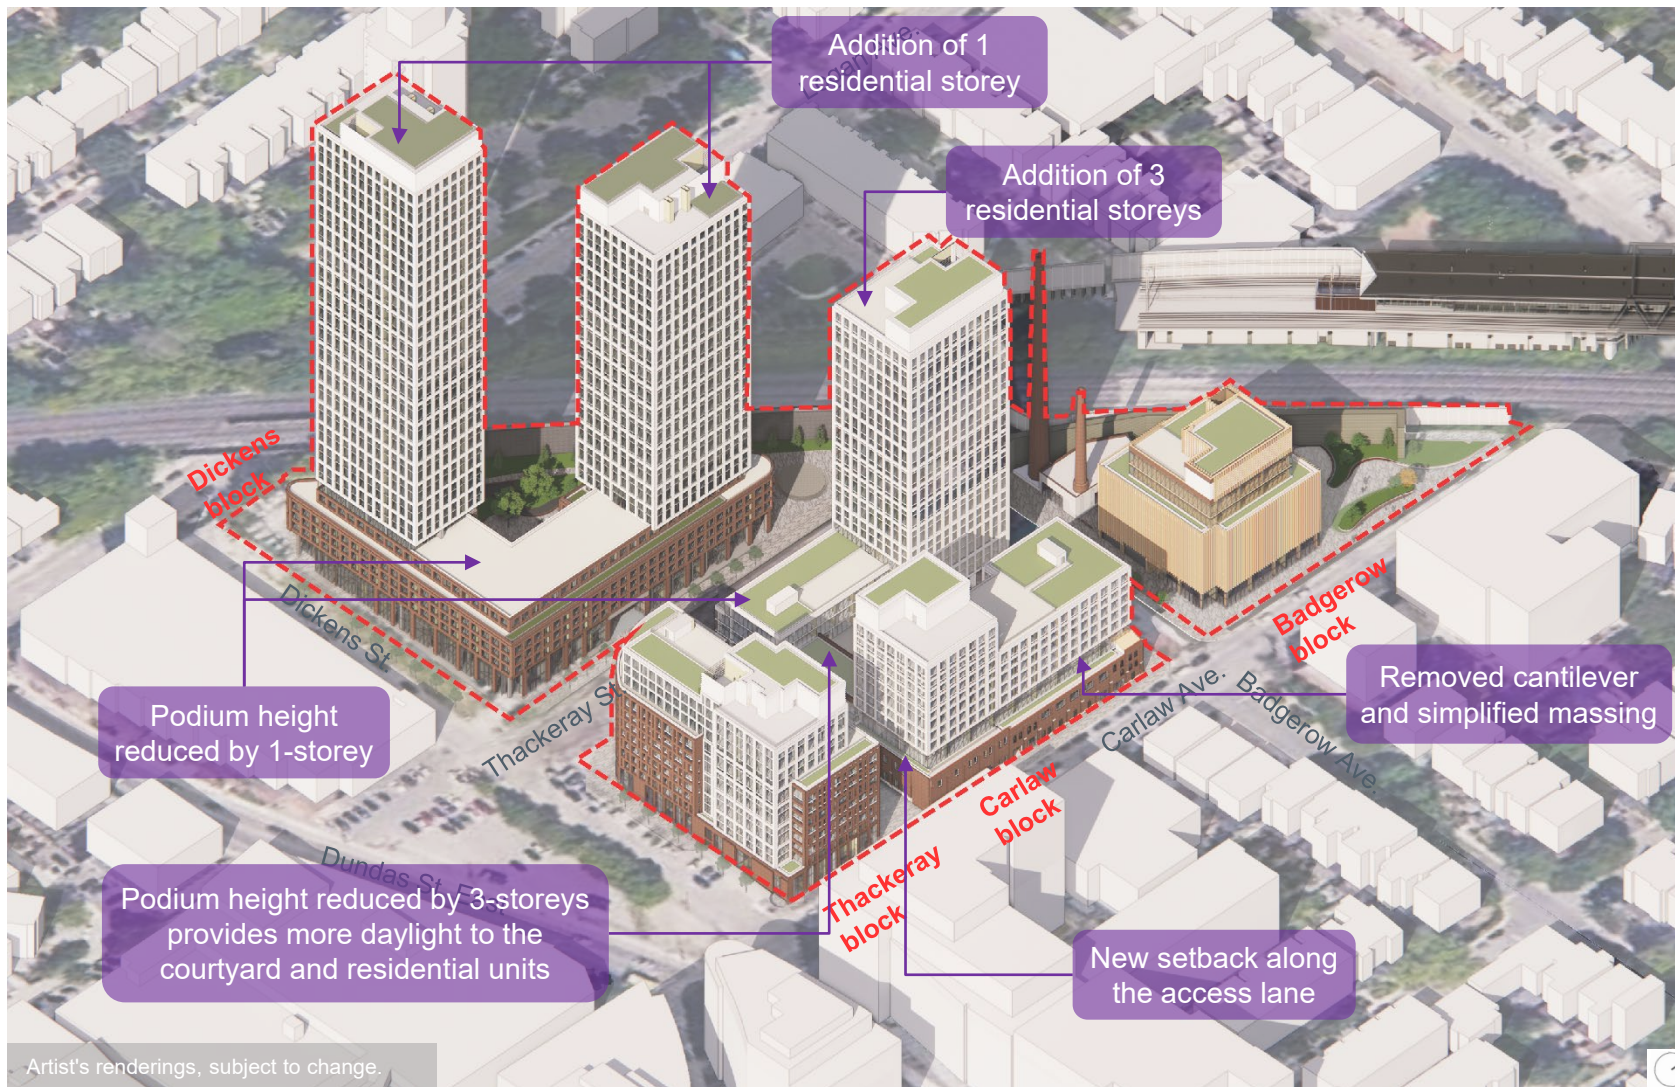 Addition of 1
residential storey
Addition of 3
residential storeys
Dickens
block
Dickens St.
Thackeray St.
Podium height
reduced by 1-storey
Badgerow
block
Removed cantilever
and simplified massing
Carlaw Ave.
Badgerow Ave.
Carlaw
block
Thackeray
block
Dundas St. East
Podium height reduced by 3-storeys
provides more daylight to the
courtyard and residential units
New setback along
the access lane
Artist's renderings, subject to change.